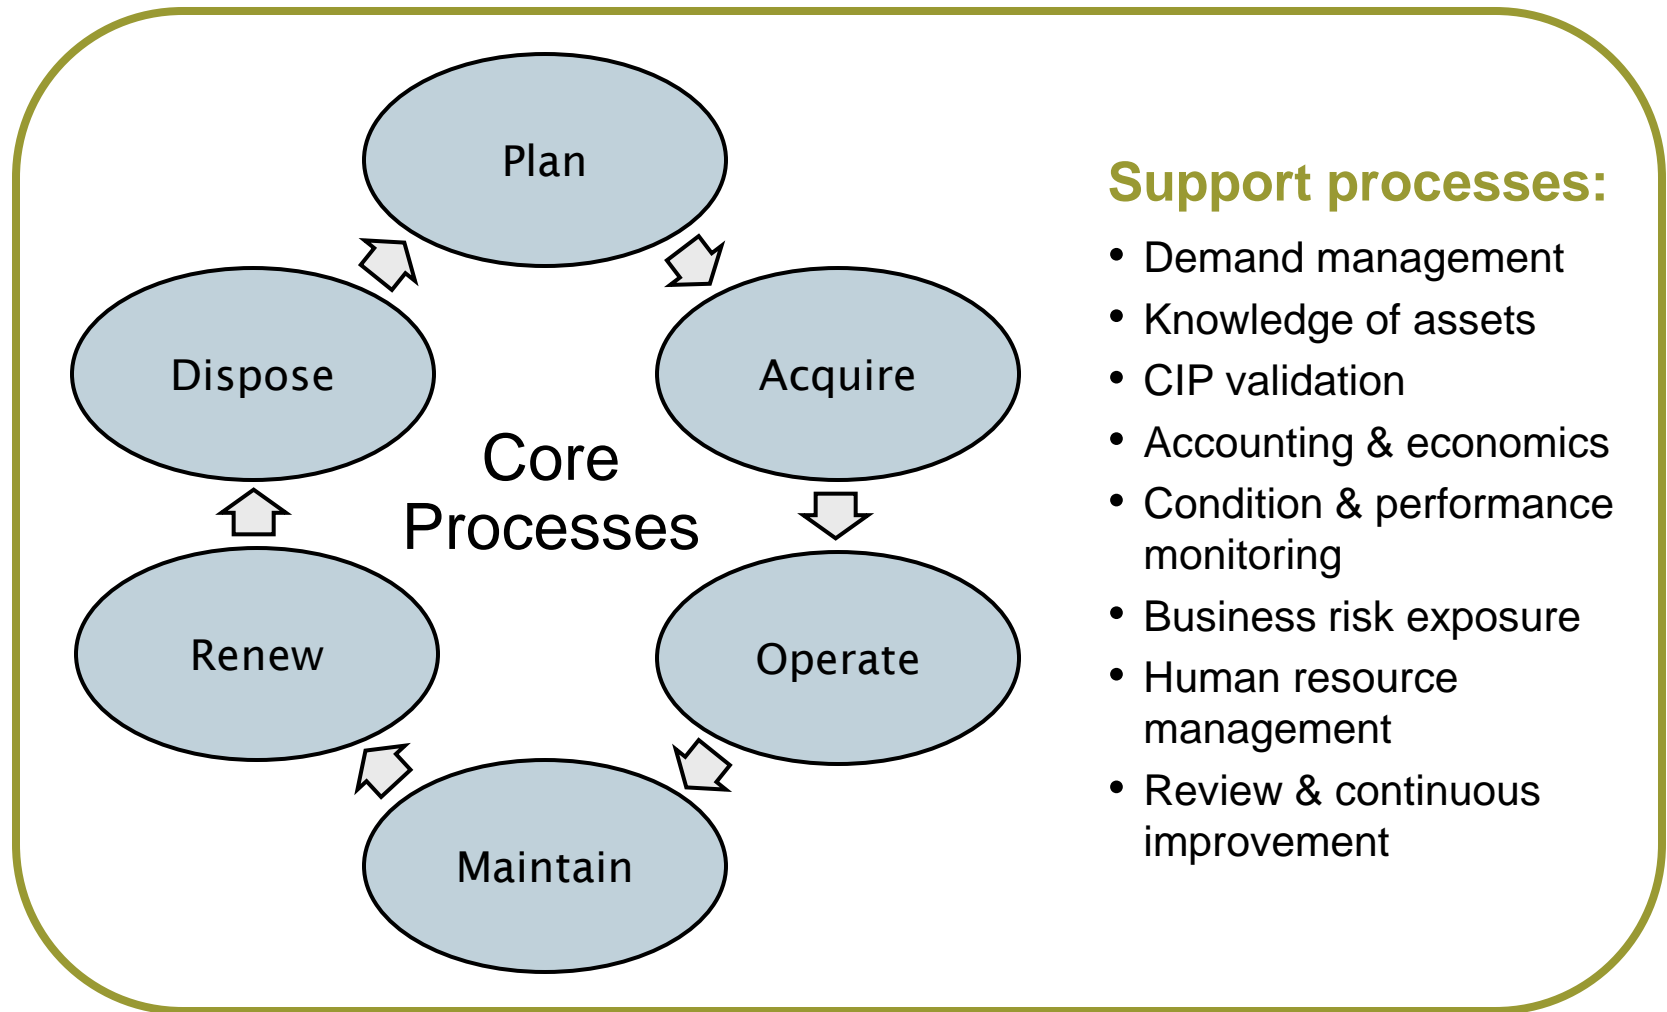 Plan
Acquire
Operate
Maintain
Renew
Dispose
Core
Processes
Support processes:
• Demand management
• Knowledge of assets
• CIP validation
• Accounting & economics
• Condition & performance
monitoring
• Business risk exposure
• Human resource
management
• Review & continuous
improvement